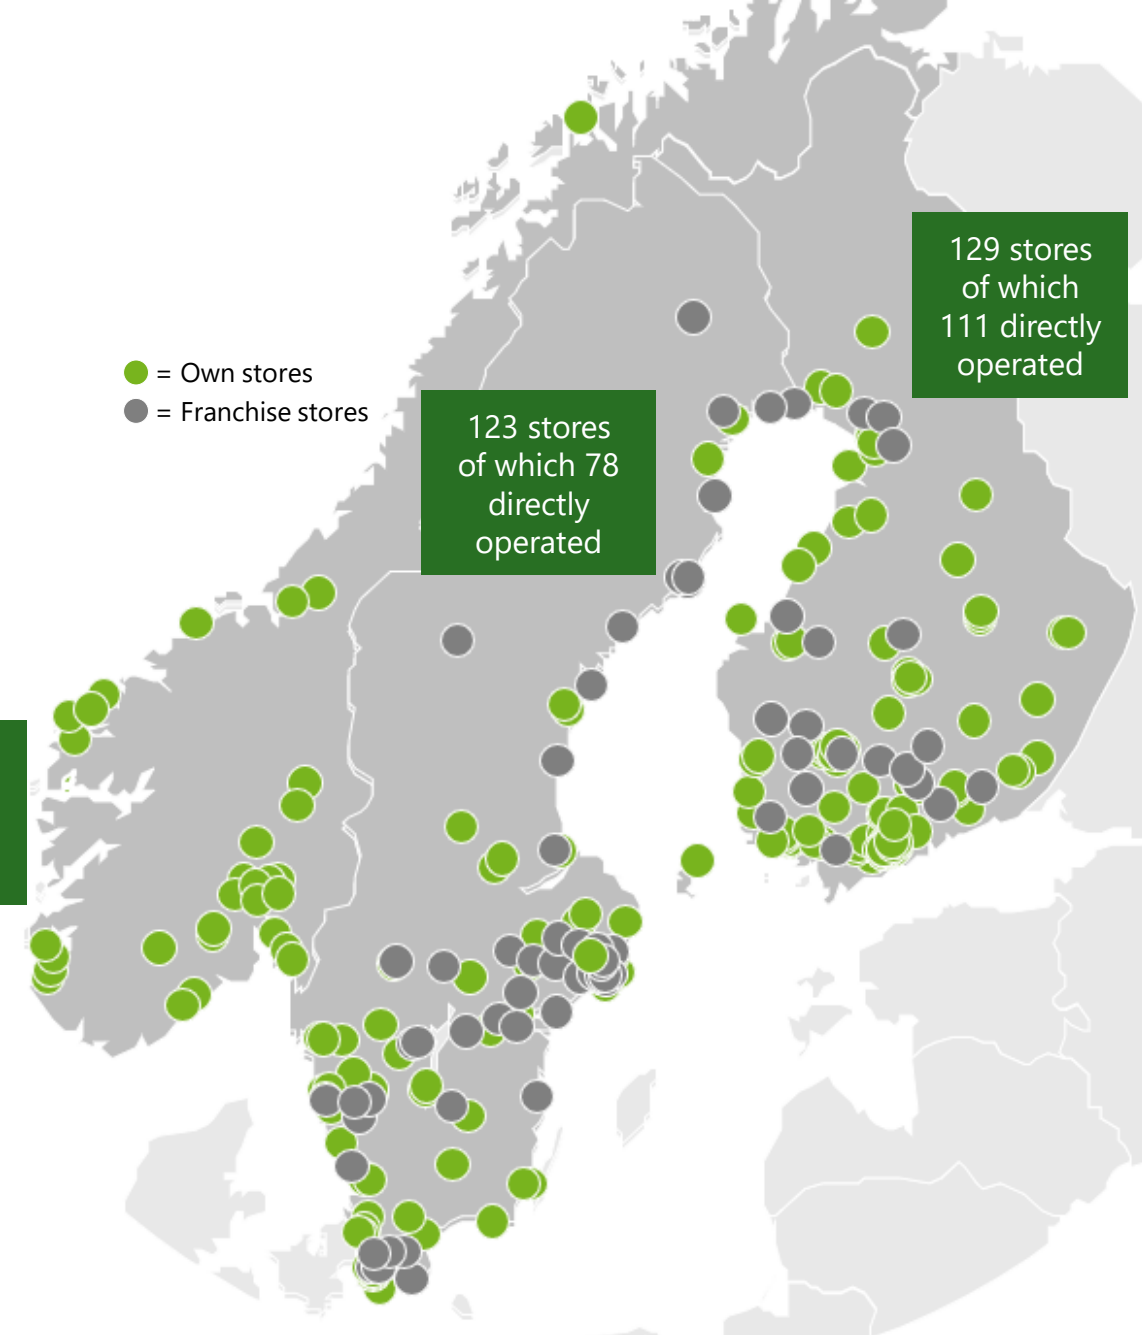 129 stores
of which
111 directly
operated
= Own stores
= Franchise stores
123 stores
of which 78
directly
operated